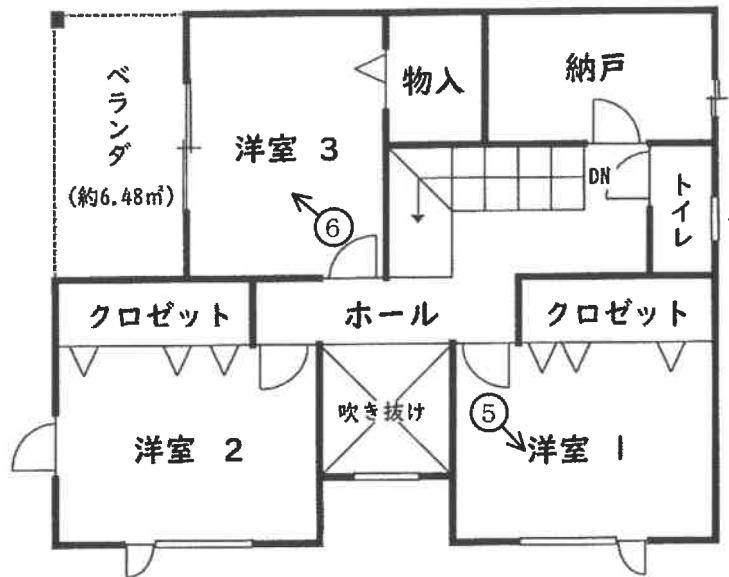 ベランダ
(約6.48㎡)
洋室 3
⑥
物入
納戸
DN
トイレ
クロゼット
ホール
クロゼット
洋室 2
吹き抜け
⑤
洋室 1